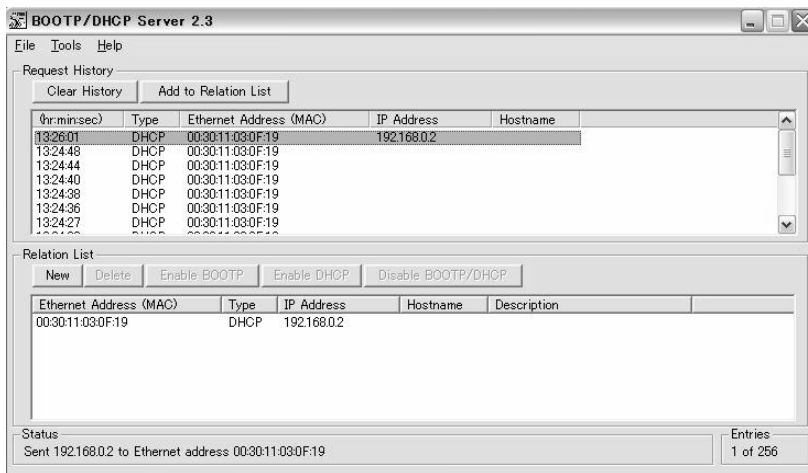 BOOTP/DHCP Server 2.3
File Tools Help
Request History
Clear History Add to Relation List
(hr:min:sec) Type Ethernet Address (MAC) IP Address Hostname
13:26:01 DHCP 00:30:11:03:0F:19 192.168.0.2
13:24:48 DHCP 00:30:11:03:0F:19
13:24:44 DHCP 00:30:11:03:0F:19
13:24:40 DHCP 00:30:11:03:0F:19
13:24:38 DHCP 00:30:11:03:0F:19
13:24:36 DHCP 00:30:11:03:0F:19
13:24:27 DHCP 00:30:11:03:0F:19
Relation List
New Delete Enable BOOTP Enable DHCP Disable BOOTP/DHCP
Ethernet Address (MAC) Type IP Address Hostname Description
00:30:11:03:0F:19 DHCP 192.168.0.2
Status
Sent 192.168.0.2 to Ethernet address 00:30:11:03:0F:19
Entries
1 of 256